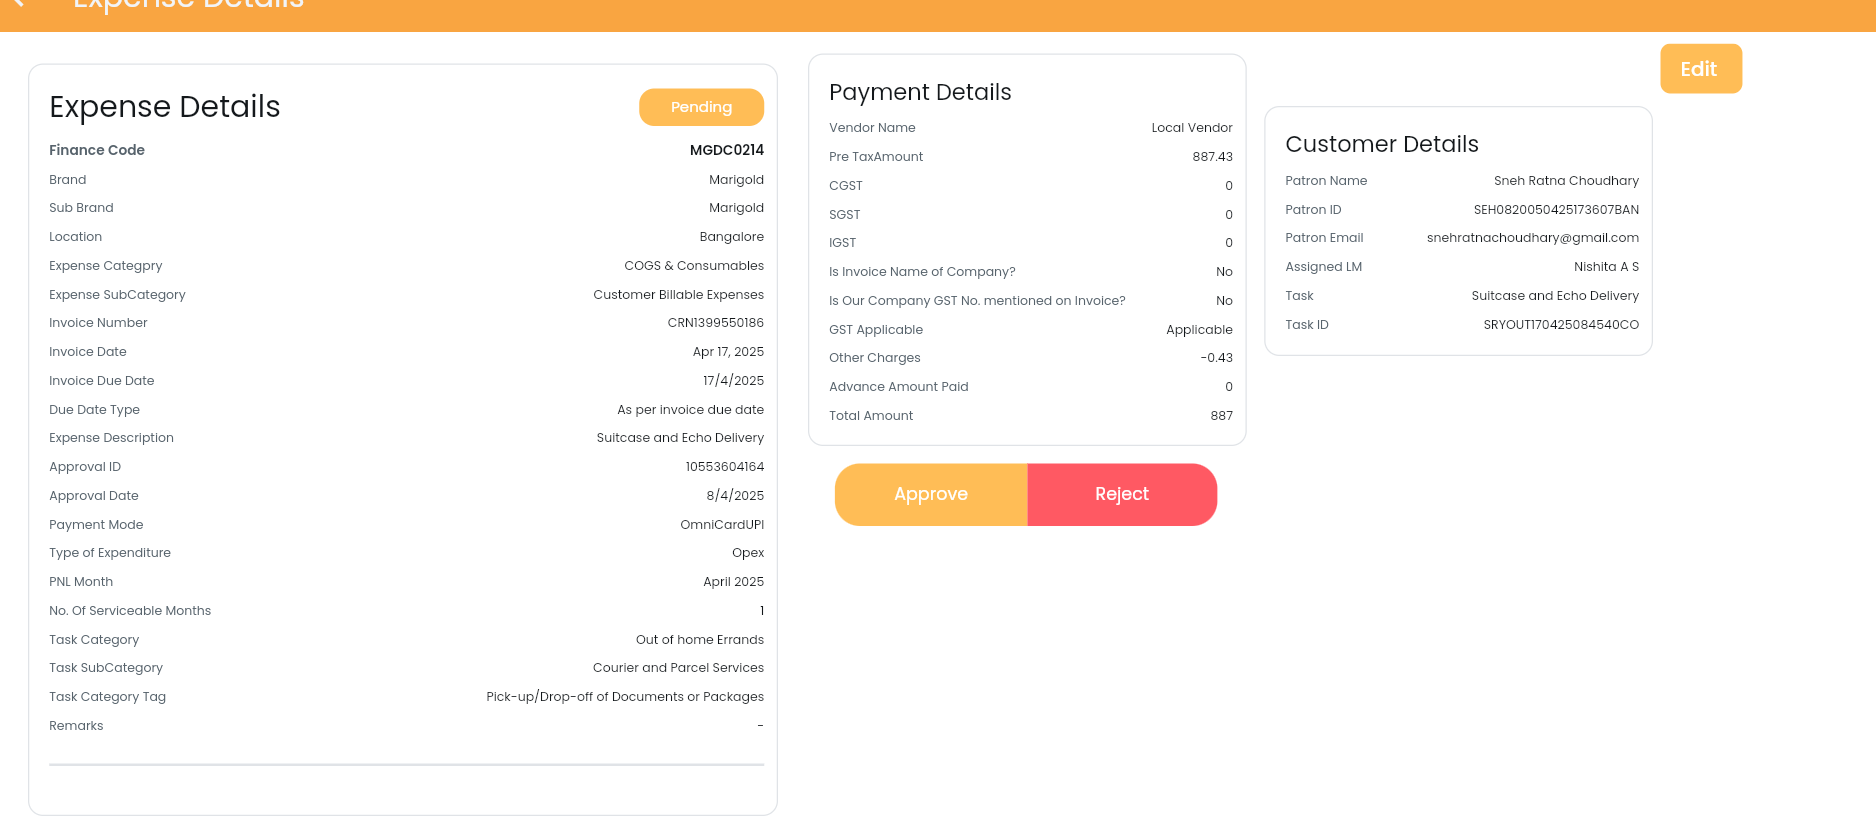 Expense Details
Expense Details
Pending
Finance Code MGDC0214
Brand Marigold
Sub Brand Marigold
Location Bangalore
Expense Categpry COGS & Consumables
Expense SubCategory Customer Billable Expenses
Invoice Number CRN1399550186
Invoice Date Apr 17, 2025
Invoice Due Date 17/4/2025
Due Date Type As per invoice due date
Expense Description Suitcase and Echo Delivery
Approval ID 10553604164
Approval Date 8/4/2025
Payment Mode OmniCardUPI
Type of Expenditure Opex
PNL Month April 2025
No. Of Serviceable Months 1
Task Category Out of home Errands
Task SubCategory Courier and Parcel Services
Task Category Tag Pick-up/Drop-off of Documents or Packages
Remarks -
Payment Details
Vendor Name Local Vendor
Pre TaxAmount 887.43
CGST 0
SGST 0
IGST 0
Is Invoice Name of Company? No
Is Our Company GST No. mentioned on Invoice? No
GST Applicable Applicable
Other Charges -0.43
Advance Amount Paid 0
Total Amount 887
Approve
Reject
Edit
Customer Details
Patron Name Sneh Ratna Choudhary
Patron ID SEH0820050425173607BAN
Patron Email snehratnachoudhary@gmail.com
Assigned LM Nishita A S
Task Suitcase and Echo Delivery
Task ID SRYOUT170425084540CO